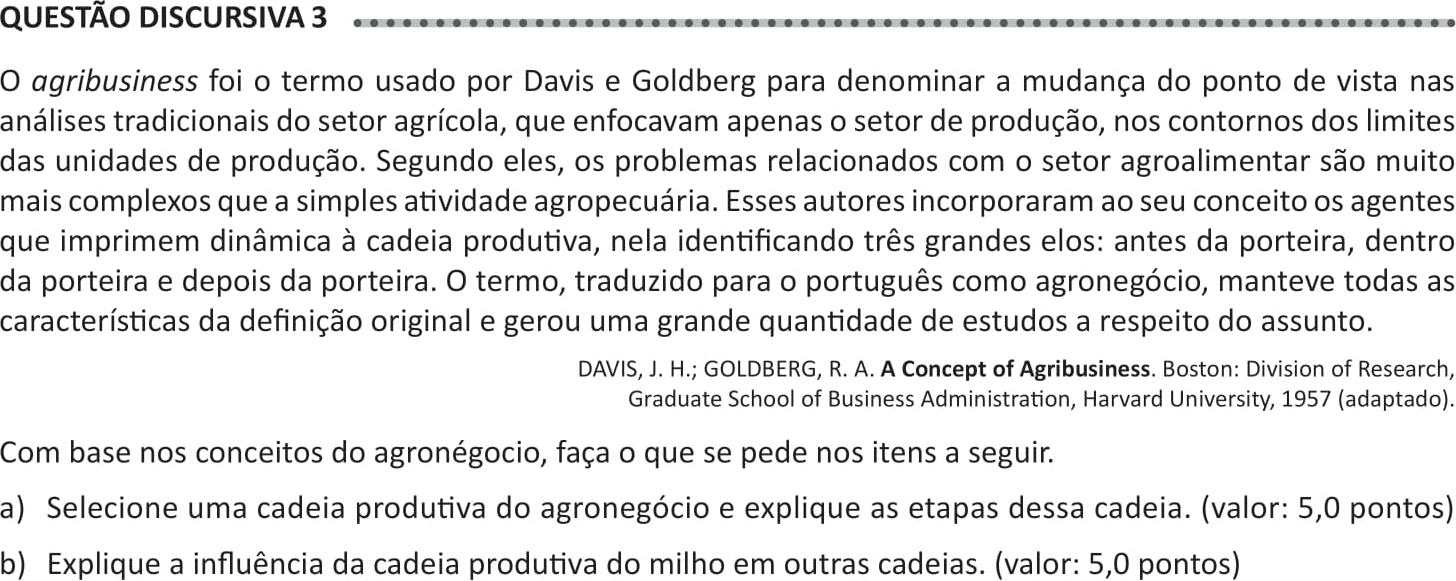 QUESTÃO DISCURSIVA 3
O agribusiness foi o termo usado por Davis e Goldberg para denominar a mudança do ponto de vista nas
análises tradicionais do setor agrícola, que enfocavam apenas o setor de produção, nos contornos dos limites
das unidades de produção. Segundo eles, os problemas relacionados com o setor agroalimentar são muito
mais complexos que a simples atividade agropecuária. Esses autores incorporaram ao seu conceito os agentes
que imprimem dinâmica à cadeia produtiva, nela identificando três grandes elos: antes da porteira, dentro
da porteira e depois da porteira. O termo, traduzido para o português como agronegócio, manteve todas as
características da definição original e gerou uma grande quantidade de estudos a respeito do assunto.
DAVIS, J. H.; GOLDBERG, R. A. A Concept of Agribusiness. Boston: Division of Research,
Graduate School of Business Administration, Harvard University, 1957 (adaptado).
Com base nos conceitos do agronégocio, faça o que se pede nos itens a seguir.
a) Selecione uma cadeia produtiva do agronegócio e explique as etapas dessa cadeia. (valor: 5,0 pontos)
b) Explique a influência da cadeia produtiva do milho em outras cadeias. (valor: 5,0 pontos)